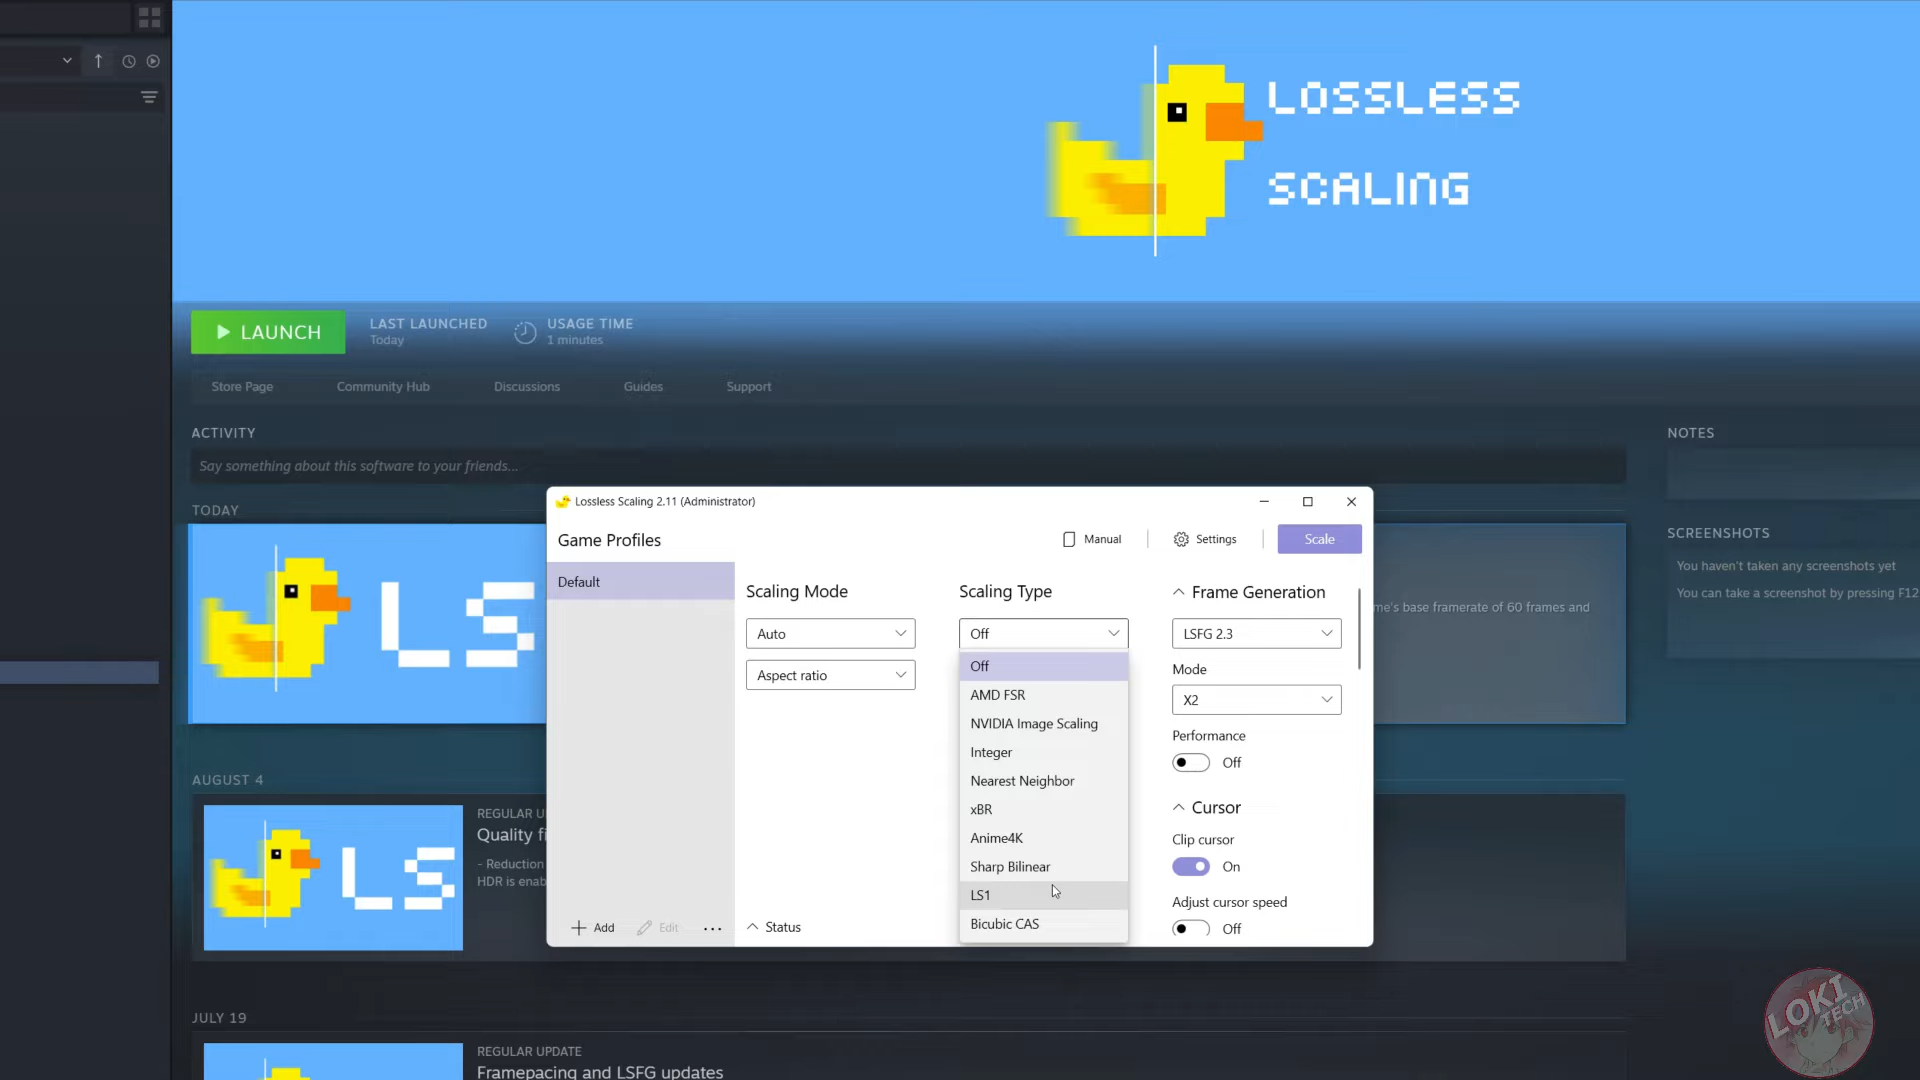 LOSSLESS
SCALING
LAUNCH
LAST LAUNCHED
Today
USAGE TIME
1 minutes
Store Page
Community Hub
Discussions
Guides
Support
ACTIVITY
Say something about this software to your friends...
NOTES
TODAY
SCREENSHOTS
You haven't taken any screenshots yet
You can take a screenshot by pressing F12
me's base framerate of 60 frames and
LS
Lossless Scaling 2.11 (Administrator)
Game Profiles
Manual
Settings
Scale
Default
Scaling Mode
Auto
Aspect ratio
Scaling Type
Off
Off
AMD FSR
NVIDIA Image Scaling
Integer
Nearest Neighbor
xBR
Anime4K
Sharp Bilinear
LS1
Bicubic CAS
Frame Generation
LSFG 2.3
Mode
X2
Performance
Off
Cursor
Clip cursor
On
Adjust cursor speed
Off
Add
Edit
Status
AUGUST 4
LS
REGULAR U
Quality fi
- Reduction
HDR is enab
JULY 19
REGULAR UPDATE
Framepacing and LSFG updates
LOKI
TECH